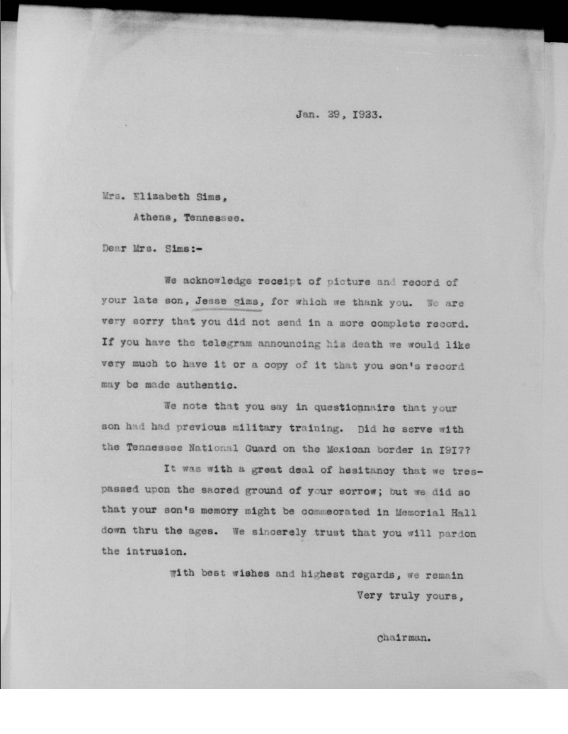 Jan. 29, I923.
Mrs. Elizabeth Sims,
Athens, Tennessee.
Dear Mrs. Sims:-
We acknowledge receipt of picture and record of
your late son, Jesse sims, for which we thank you. We are
very sorry that you did not send in a more complete record.
If you have the telegram announcing his death we would like
very much to have it or a copy of it that you son's record
may be made authentic.
We note that you say in questionnaire that your
son had had previous military training. Did he serve with
the Tennessee National Guard on the Mexican border in I9I7?
It was with a great deal of hesitancy that we tres-
passed upon the sacred ground of your sorrow; but we did so
that your son's memory might be commeorated in Memorial Hall
down thru the ages. We sincerely trust that you will pardon
the intrusion.
With best wishes and highest regards, we remain
Very truly yours,
Chairman.